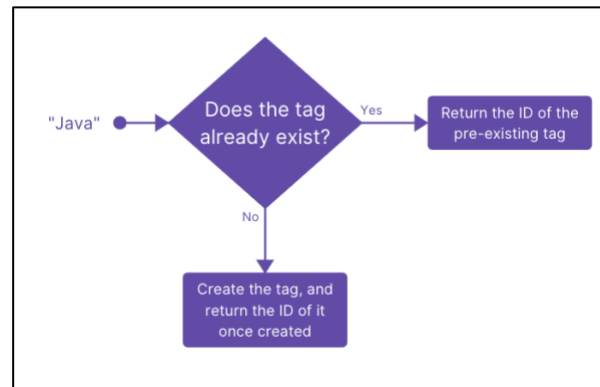 "Java"
Does the tag
already exist?
Yes
Return the ID of the
pre-existing tag
No
Create the tag, and
return the ID of it
once created